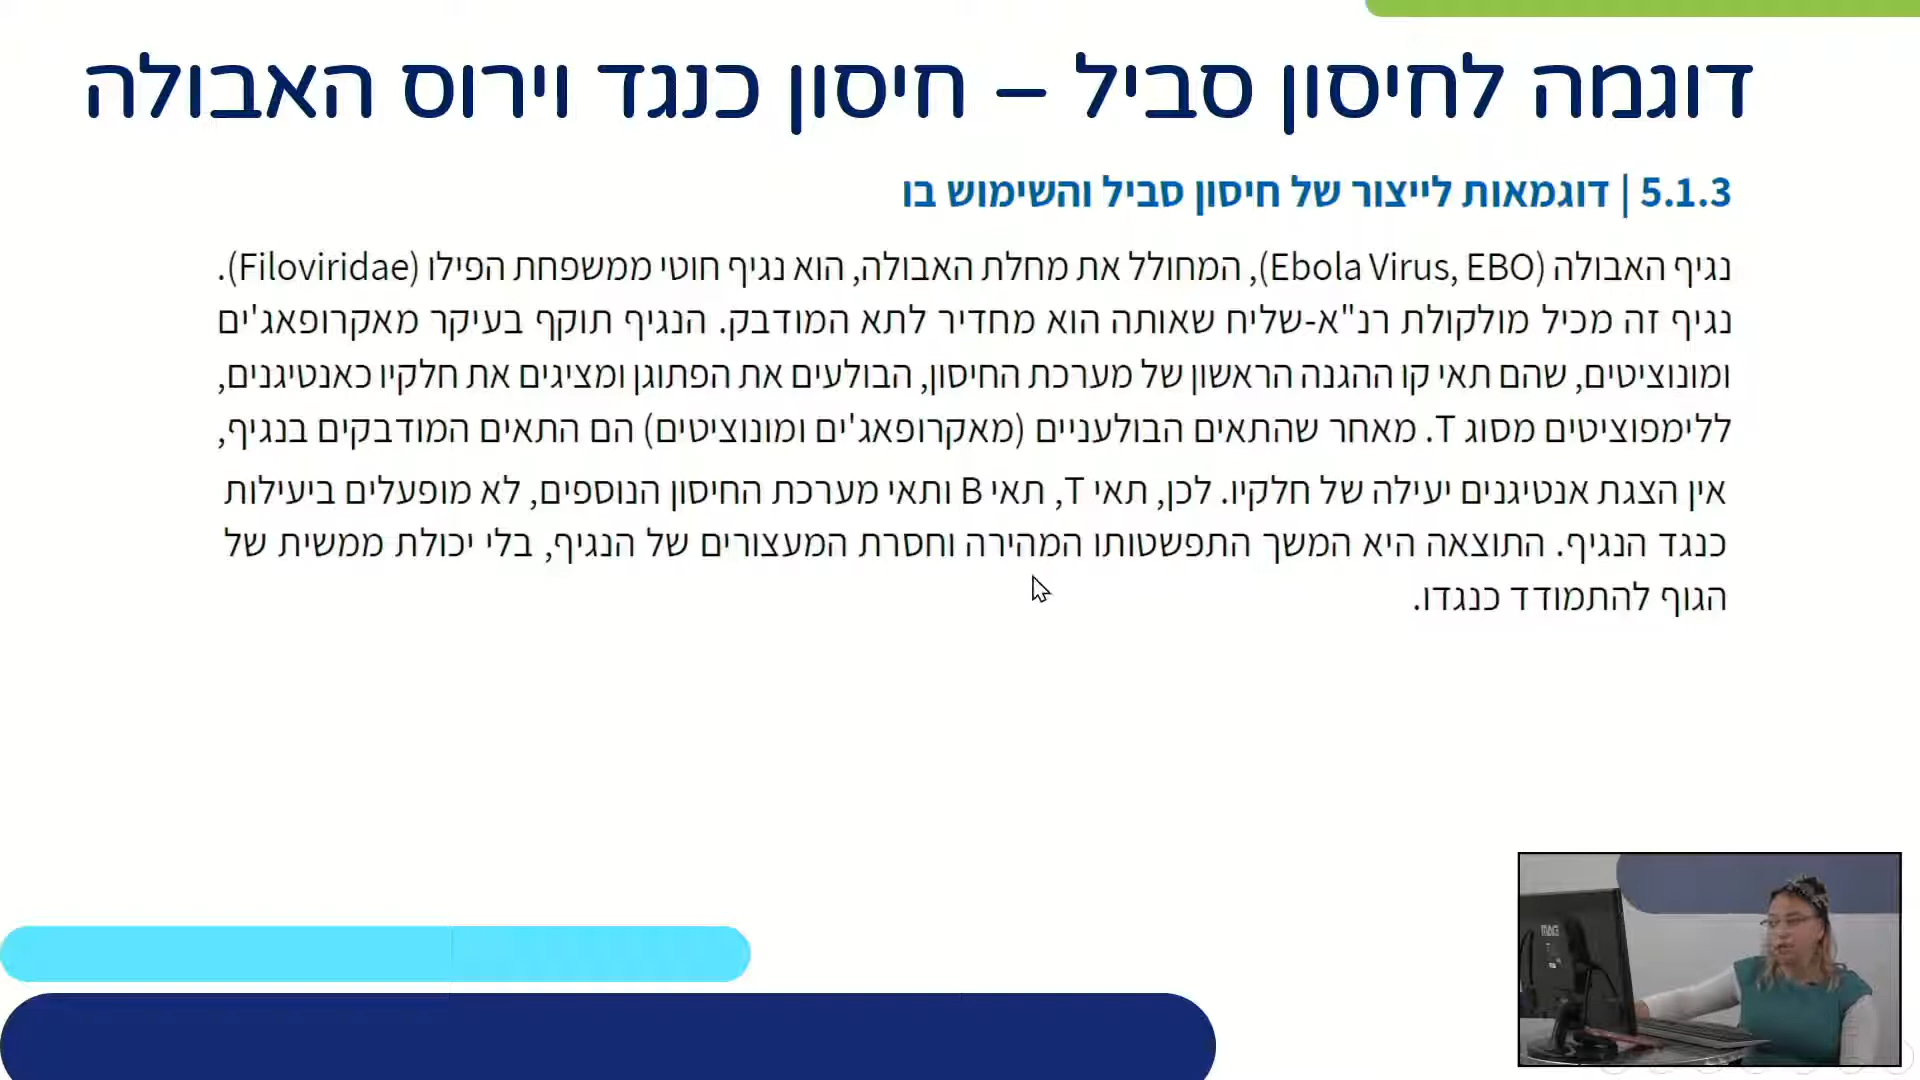 דוגמה לחיסון סביל – חיסון כנגד וירוס האבולה
5.1.3 | דוגמאות לייצור של חיסון סביל והשימוש בו
נגיף האבולה (Ebola Virus, EBO), המחולל את מחלת האבולה, הוא נגיף חוטי ממשפחת הפילו (Filoviridae).
נגיף זה מכיל מולקולת רנ"א-שליח שאותה הוא מחדיר לתא המודבק. הנגיף תוקף בעיקר מאקרופאג'ים
ומונוציטים, שהם תאי קו ההגנה הראשון של מערכת החיסון, הבולעים את הפתוגן ומציגים את חלקיו כאנטיגנים,
ללימפוציטים מסוג T. מאחר שהתאים הבולעניים (מאקרופאג'ים ומונוציטים) הם התאים המודבקים בנגיף,
אין הצגת אנטיגנים יעילה של חלקיו. לכן, תאי T, תאי B ותאי מערכת החיסון הנוספים, לא מופעלים ביעילות
כנגד הנגיף. התוצאה היא המשך התפשטותו המהירה וחסרת המעצורים של הנגיף, בלי יכולת ממשית של
הגוף להתמודד כנגדו.
MAG